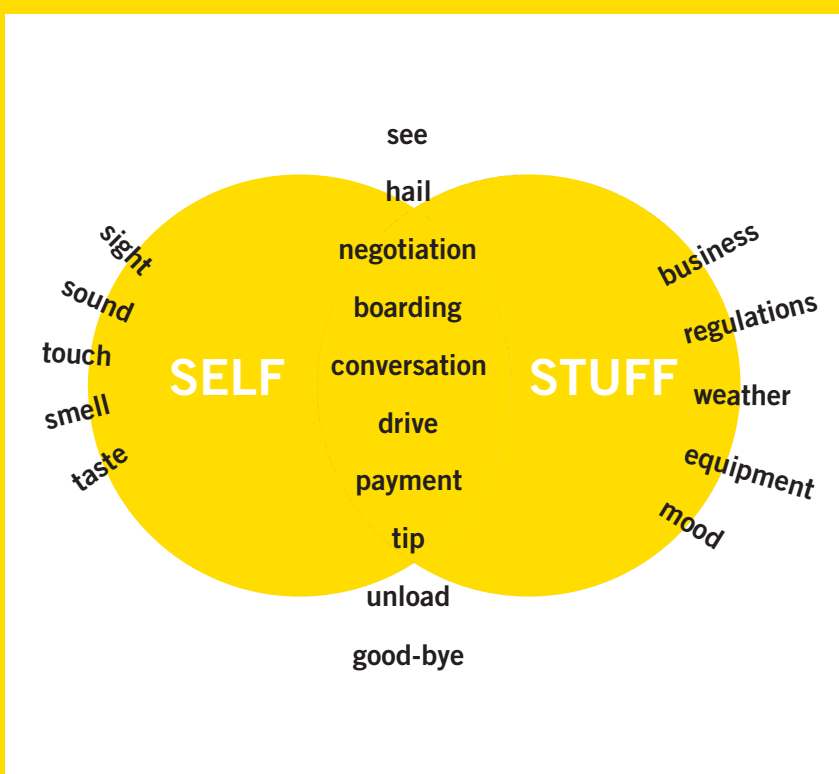 see
hail
negotiation
boarding
conversation
drive
payment
tip
unload
good-bye
SELF
sight
sound
touch
smell
taste
STUFF
business
regulations
weather
equipment
mood